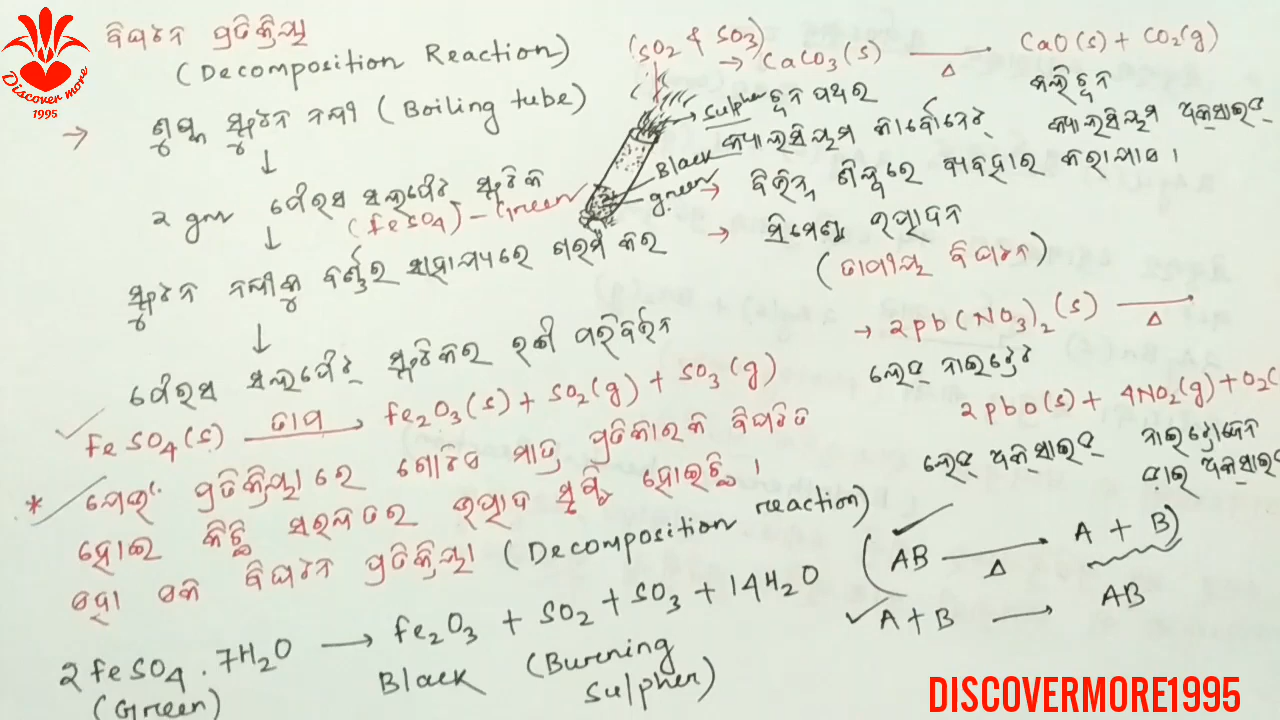 Discover more
1995
ବିଘଟନ ପ୍ରତିକ୍ରିୟା
(Decomposition Reaction)
→ ଶୁଷ୍କ ସ୍ଫୁଟନ ନଳୀ (Boiling tube)
↓
2 gm ଫେରସ ସଲଫେଟ ସ୍ଫଟିକ
(FeSO4) - Green
↓
ସ୍ଫୁଟନ ନଳୀକୁ ବର୍ଣ୍ଣର ସାହାଯ୍ୟରେ ଗରମ କର
↓
ଫେରସ ସଲଫେଟ୍ ସ୍ଫଟିକର ରଙ୍ଗ ପରିବର୍ତ୍ତନ
FeSO4(s) ତାପ → Fe2O3(s) + SO2(g) + SO3(g)
* ଯେଉଁ ପ୍ରତିକ୍ରିୟାରେ ଗୋଟିଏ ମାତ୍ର ପ୍ରତିକାରକ ବିଘଟିତ
ହୋଇ କିଛି ସରଳତର ଉତ୍ପାଦ ସୃଷ୍ଟି ହୋଇଛି ।
ତାହା ଏକ ବିଘଟନ ପ୍ରତିକ୍ରିୟା (Decomposition reaction)
2FeSO4.7H2O → Fe2O3 + SO2 + SO3 + 14H2O
(Green) Black (Burning
Sulpher)
(SO2 & SO3)
Sulpher
Black
green
→ CaCO3(s) →Δ CaO(s) + CO2(g)
ଚୂନ ପଥର କଲିଚୂନ
କ୍ୟାଲସିୟମ କାର୍ବୋନେଟ୍ କ୍ୟାଲସିୟମ ଅକ୍ସାଇଡ୍
→ ବିଭିନ୍ନ ଶିଳ୍ପରେ ବ୍ୟବହାର କରାଯାଏ ।
→ ସିମେଣ୍ଟ ଉତ୍ପାଦନ
(ତାପୀୟ ବିଘଟନ)
→ 2Pb(NO3)2(s) →Δ
ଲେଡ୍ ନାଇଟ୍ରେଟ
2PbO(s) + 4NO2(g) + O2(
ଲେଡ୍ ଅକ୍ସାଇଡ୍ ନାଇଟ୍ରୋଜେନ
ଡାଇ ଅକ୍ସାଇଡ
(AB →Δ A + B)
A + B → AB
DISCOVERMORE1995